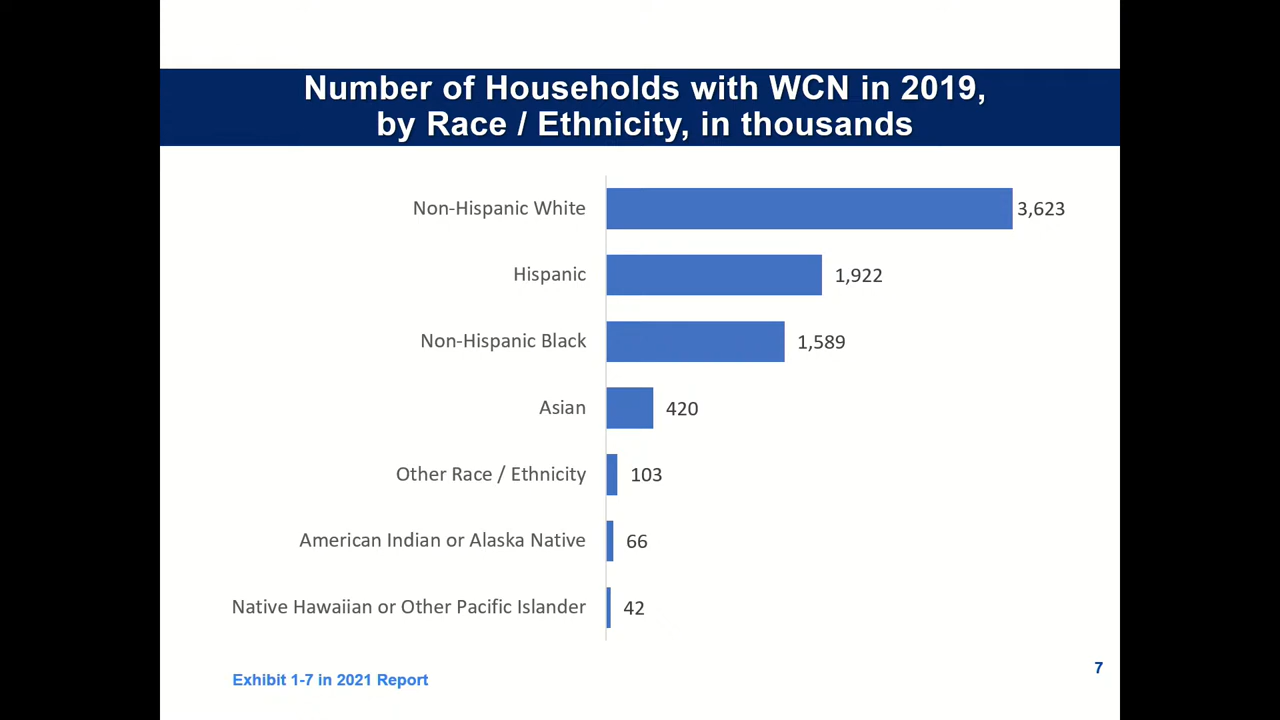 Number of Households with WCN in 2019,
by Race / Ethnicity, in thousands
Non-Hispanic White 3,623
Hispanic 1,922
Non-Hispanic Black 1,589
Asian 420
Other Race / Ethnicity 103
American Indian or Alaska Native 66
Native Hawaiian or Other Pacific Islander 42
Exhibit 1-7 in 2021 Report
7